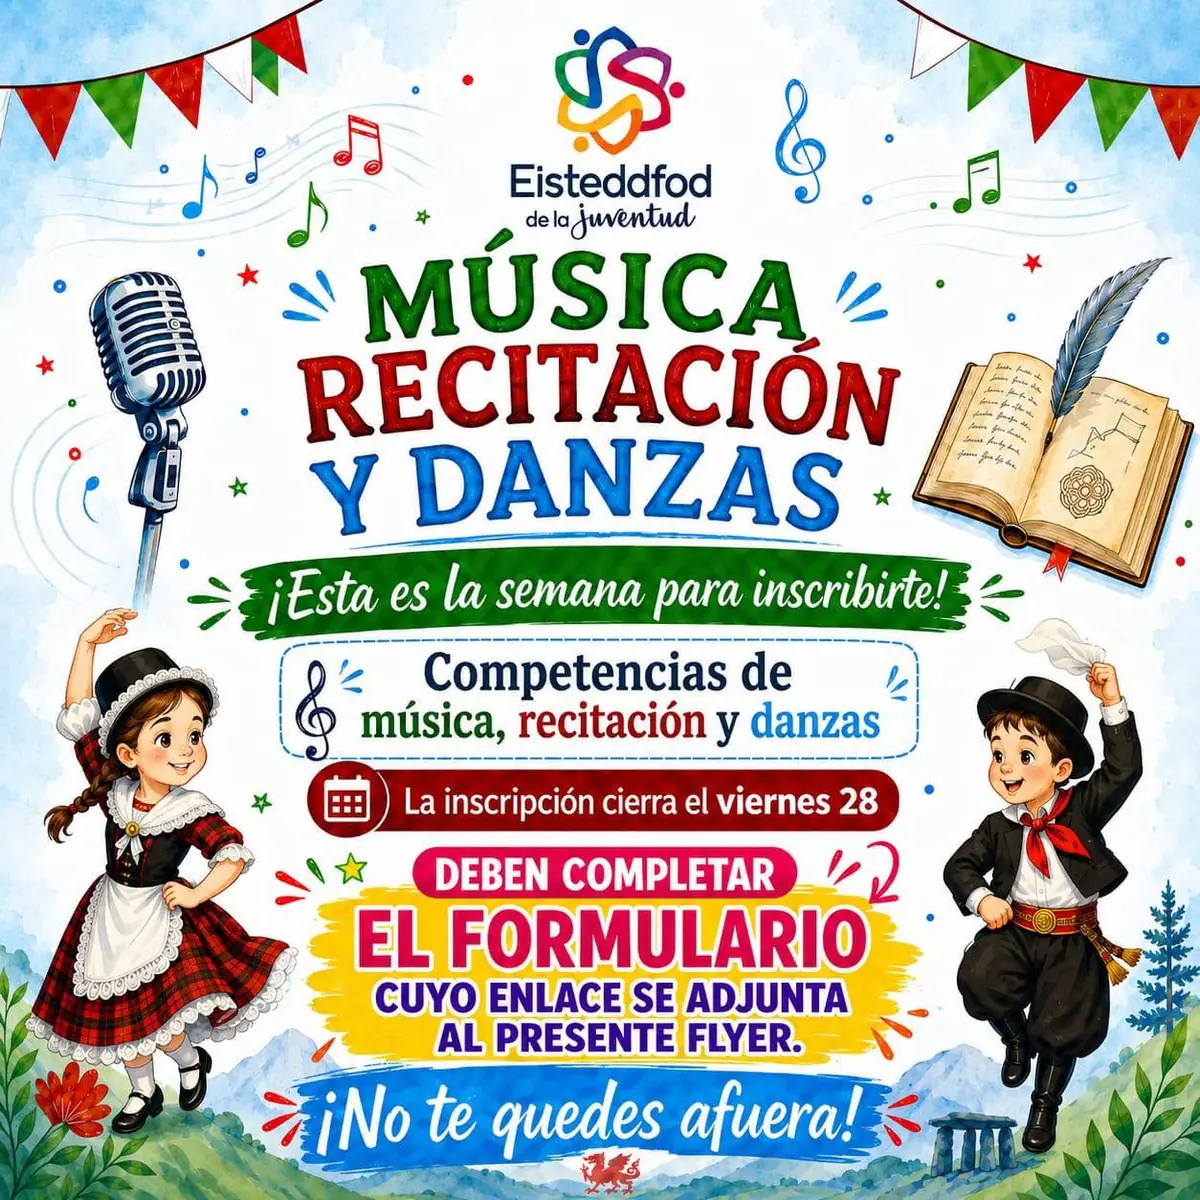 Eisteddfod
de la juventud
MÚSICA
RECITACIÓN
Y DANZAS
¡Esta es la semana para inscribirte!
Competencias de
música, recitación y danzas
La inscripción cierra el viernes 28
DEBEN COMPLETAR
EL FORMULARIO
CUYO ENLACE SE ADJUNTA
AL PRESENTE FLYER.
¡No te quedes afuera!